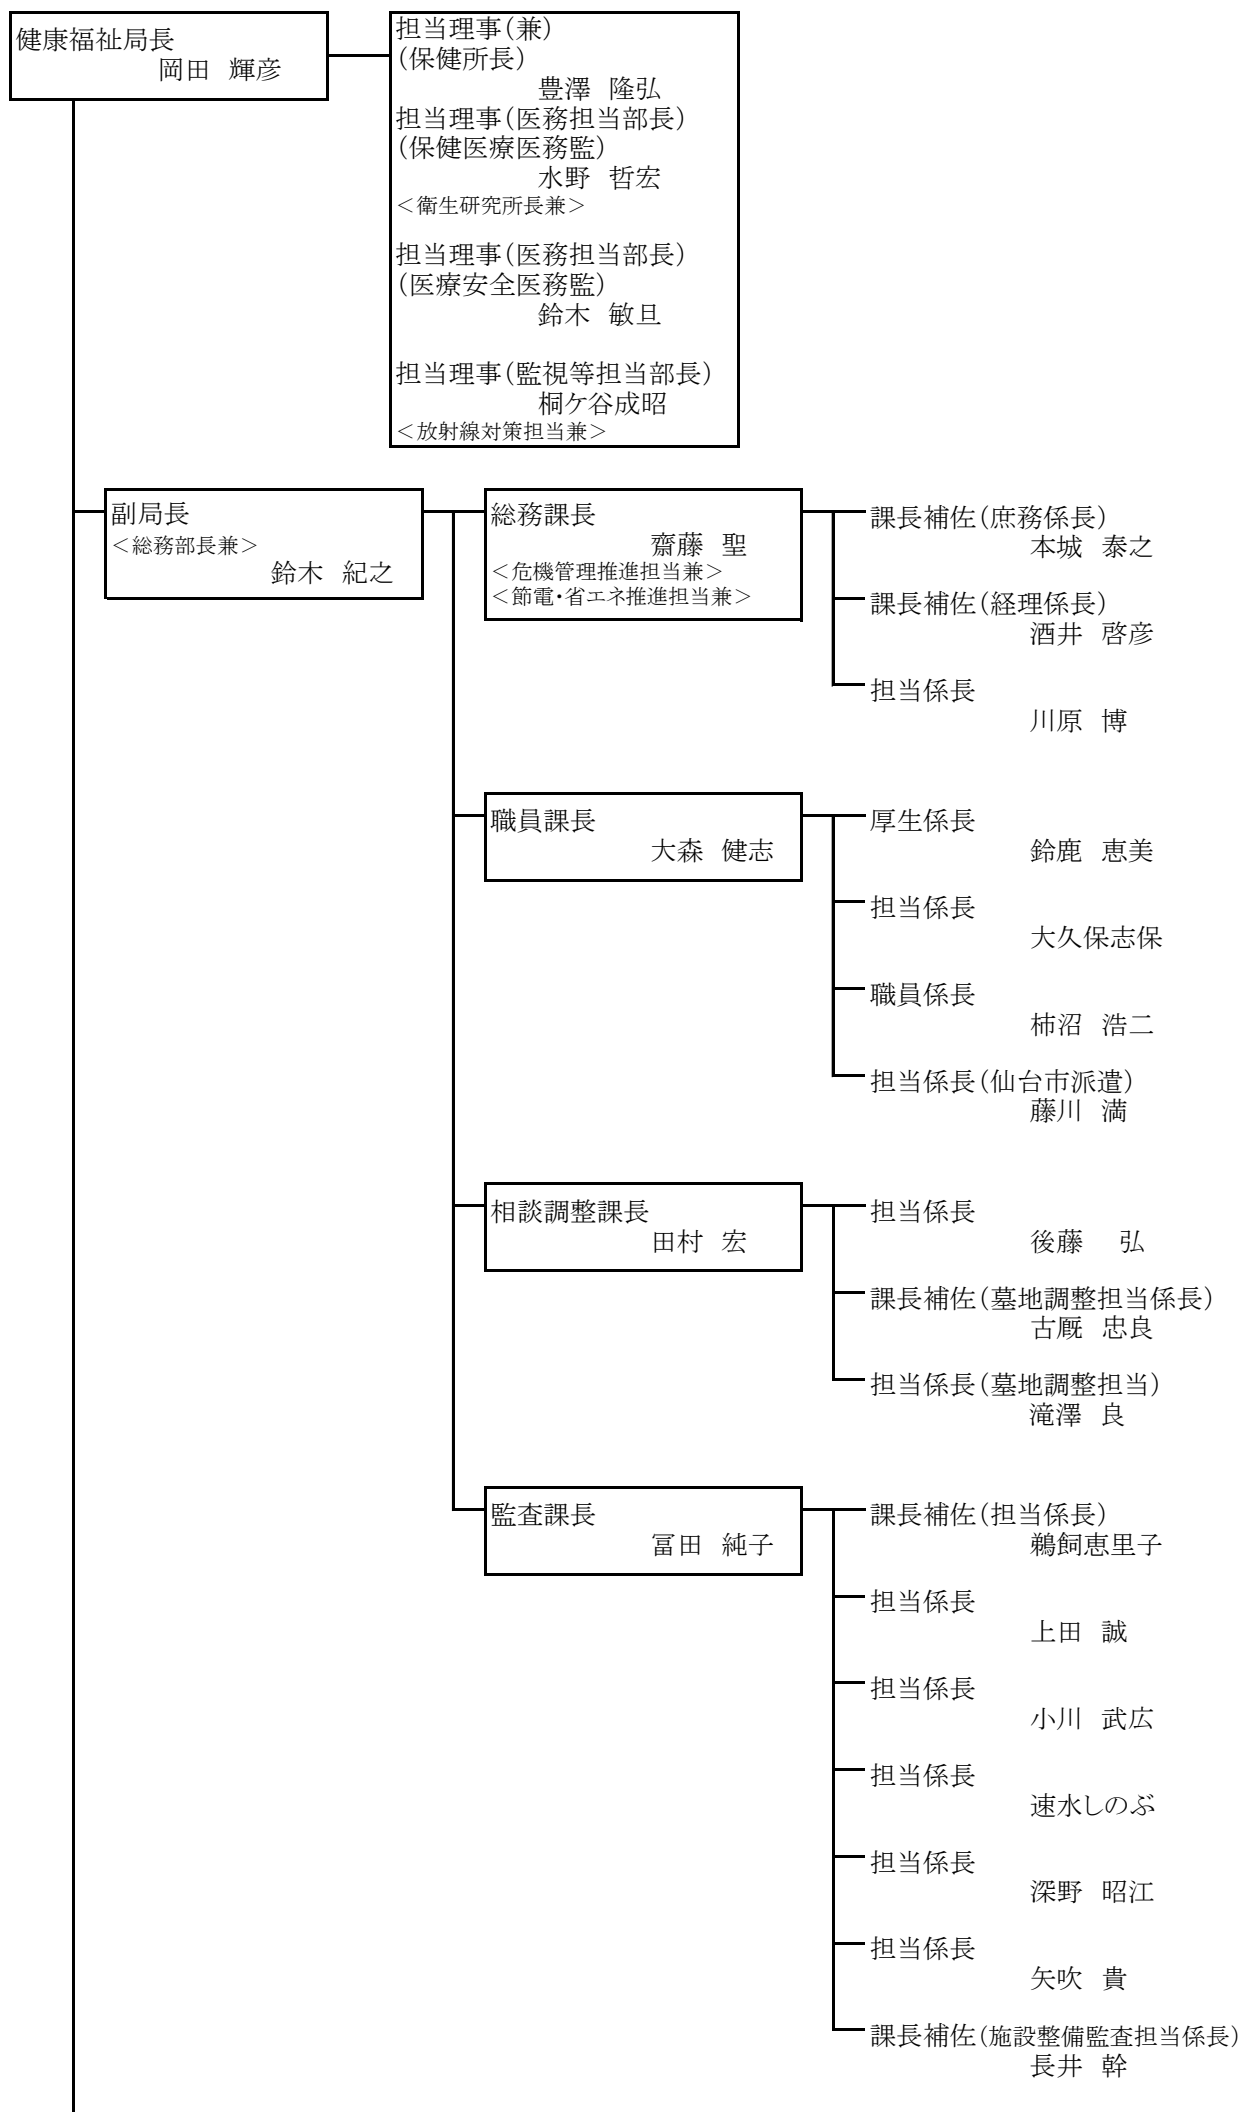 健康福祉局長
岡田 輝彦
担当理事(兼)
(保健所長)
豊澤 隆弘
担当理事(医務担当部長)
(保健医療医務監)
水野 哲宏
<衛生研究所長兼>
担当理事(医務担当部長)
(医療安全医務監)
鈴木 敏旦
担当理事(監視等担当部長)
桐ケ谷成昭
<放射線対策担当兼>
副局長
<総務部長兼>
鈴木 紀之
総務課長
齋藤 聖
<危機管理推進担当兼>
<節電・省エネ推進担当兼>
課長補佐(庶務係長)
本城 泰之
課長補佐(経理係長)
酒井 啓彦
担当係長
川原 博
職員課長
大森 健志
厚生係長
鈴鹿 恵美
担当係長
大久保志保
職員係長
柿沼 浩二
担当係長(仙台市派遣)
藤川 満
相談調整課長
田村 宏
担当係長
後藤 弘
課長補佐(墓地調整担当係長)
古厩 忠良
担当係長(墓地調整担当)
滝澤 良
監査課長
冨田 純子
課長補佐(担当係長)
鵜飼恵里子
担当係長
上田 誠
担当係長
小川 武広
担当係長
速水しのぶ
担当係長
深野 昭江
担当係長
矢吹 貴
課長補佐(施設整備監査担当係長)
長井 幹